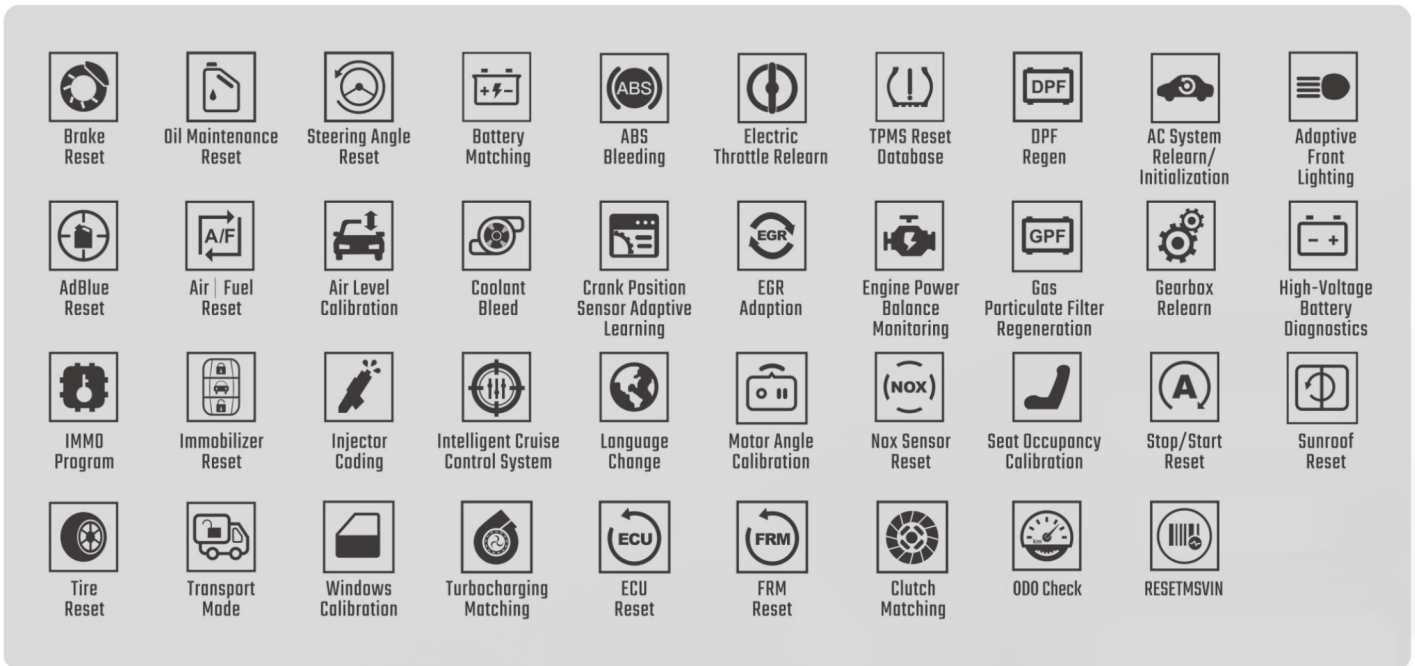 ABS
DPF
Brake
Reset
Oil Maintenance
Reset
Steering Angle
Reset
Battery
Matching
ABS
Bleeding
Electric
Throttle Relearn
TPMS Reset
Database
DPF
Regen
AC System
Relearn/
Initialization
Adaptive
Front
Lighting
A/F
EGR
GPF
AdBlue
Reset
Air | Fuel
Reset
Air Level
Calibration
Coolant
Bleed
Crank Position
Sensor Adaptive
Learning
EGR
Adaption
Engine Power
Balance
Monitoring
Gas
Particulate Filter
Regeneration
Gearbox
Relearn
High-Voltage
Battery
Diagnostics
NOX
A
IMMO
Program
Immobilizer
Reset
Injector
Coding
Intelligent Cruise
Control System
Language
Change
Motor Angle
Calibration
Nox Sensor
Reset
Seat Occupancy
Calibration
Stop/Start
Reset
Sunroof
Reset
ECU
FRM
km
Tire
Reset
Transport
Mode
Windows
Calibration
Turbocharging
Matching
ECU
Reset
FRM
Reset
Clutch
Matching
ODO Check
RESETMSVIN